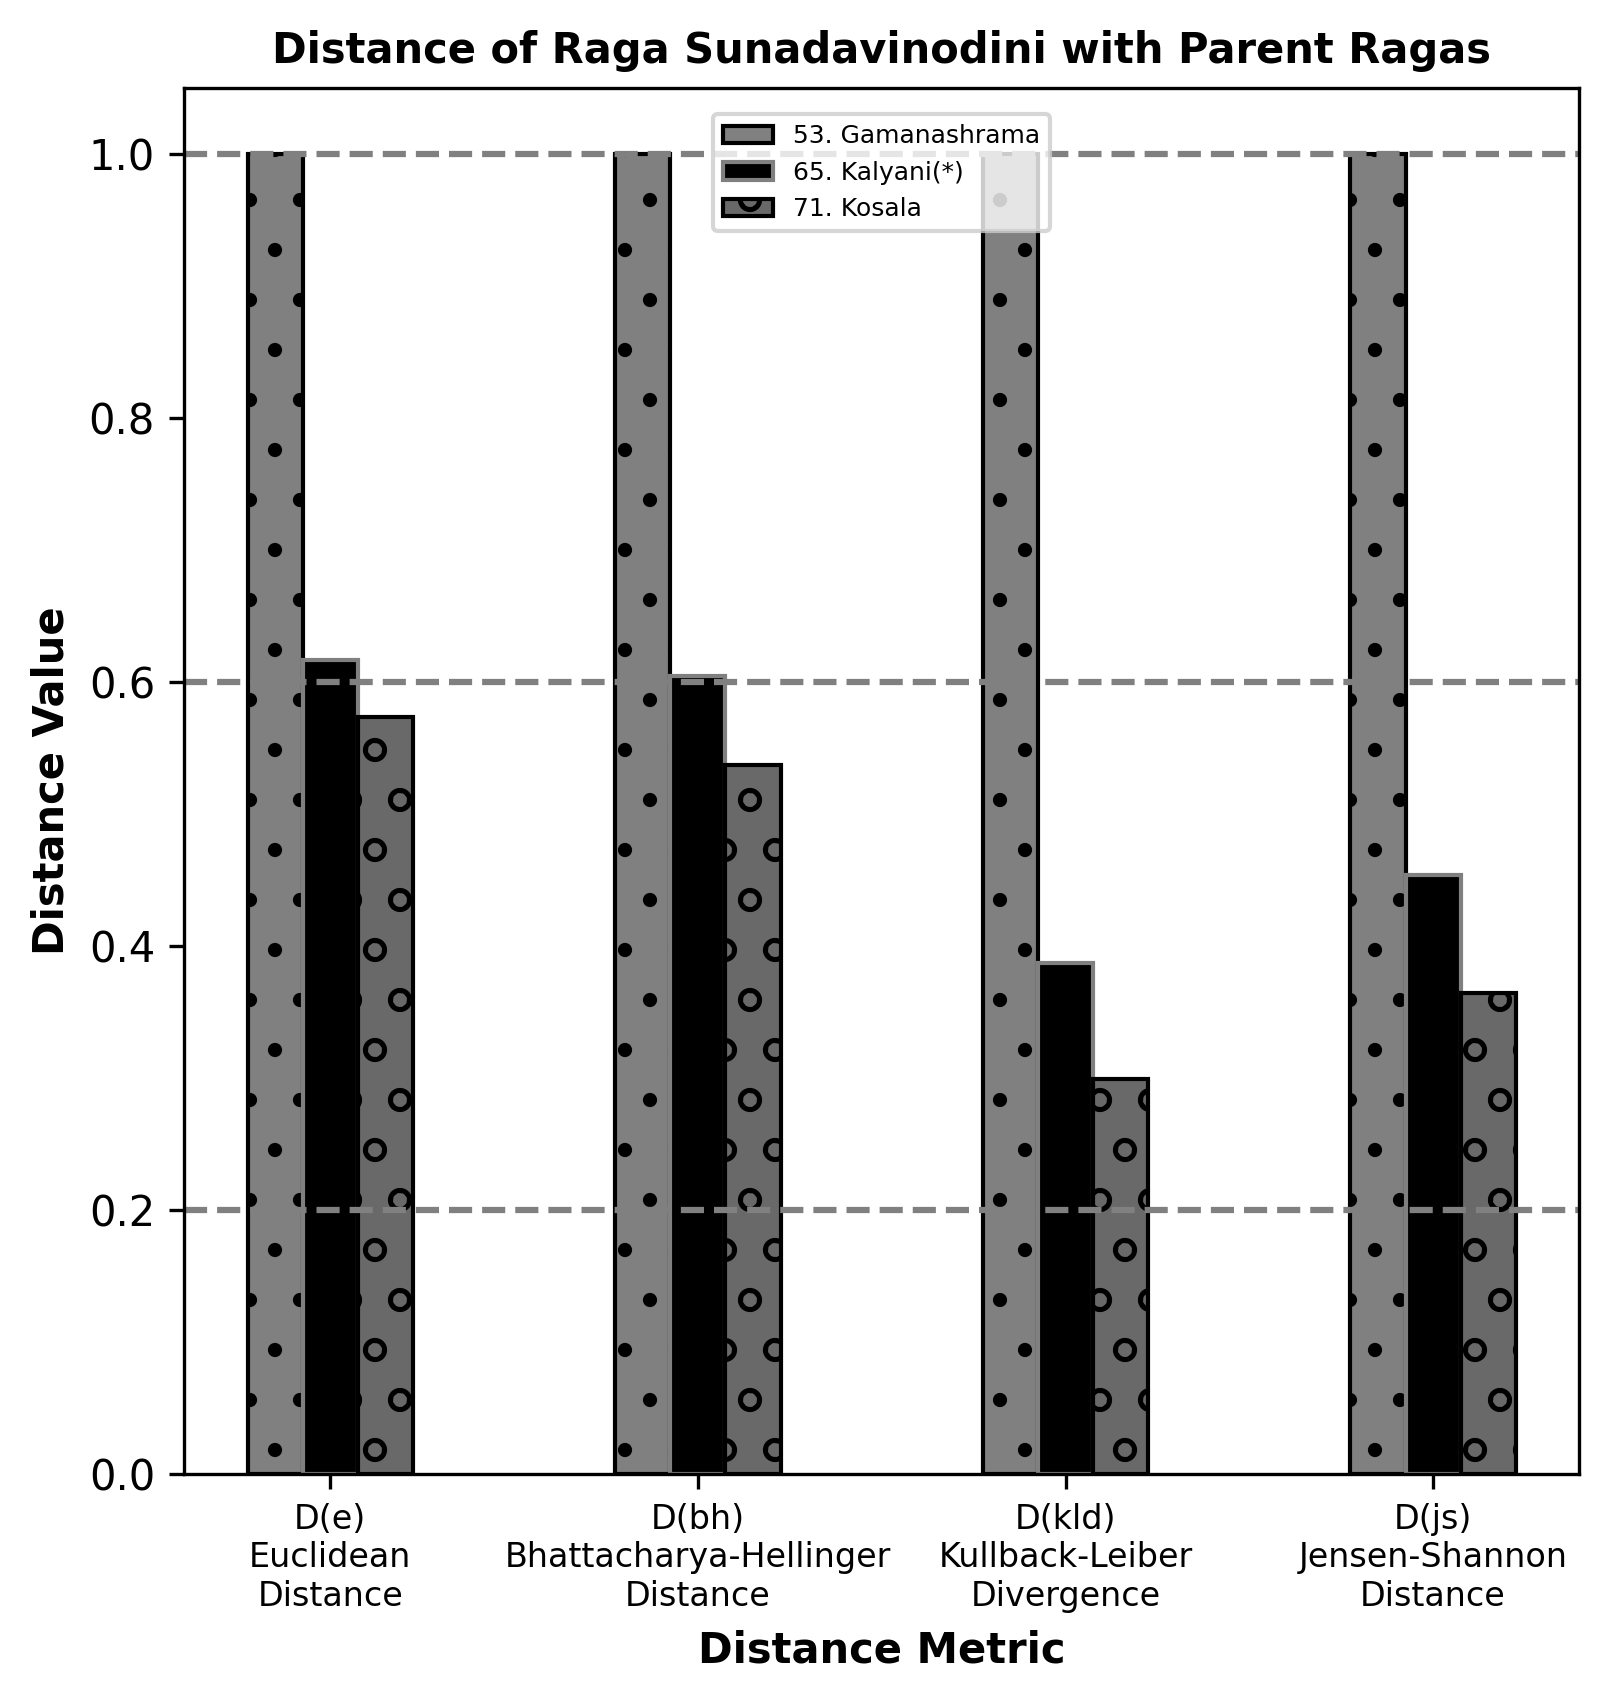 Distance of Raga Sunadavinodini with Parent Ragas
53. Gamanashrama
65. Kalyani(*)
71. Kosala
Distance Value
1.0
0.8
0.6
0.4
0.2
0.0
D(e)
Euclidean
Distance
D(bh)
Bhattacharya-Hellinger
Distance
D(kld)
Kullback-Leiber
Divergence
D(js)
Jensen-Shannon
Distance
Distance Metric